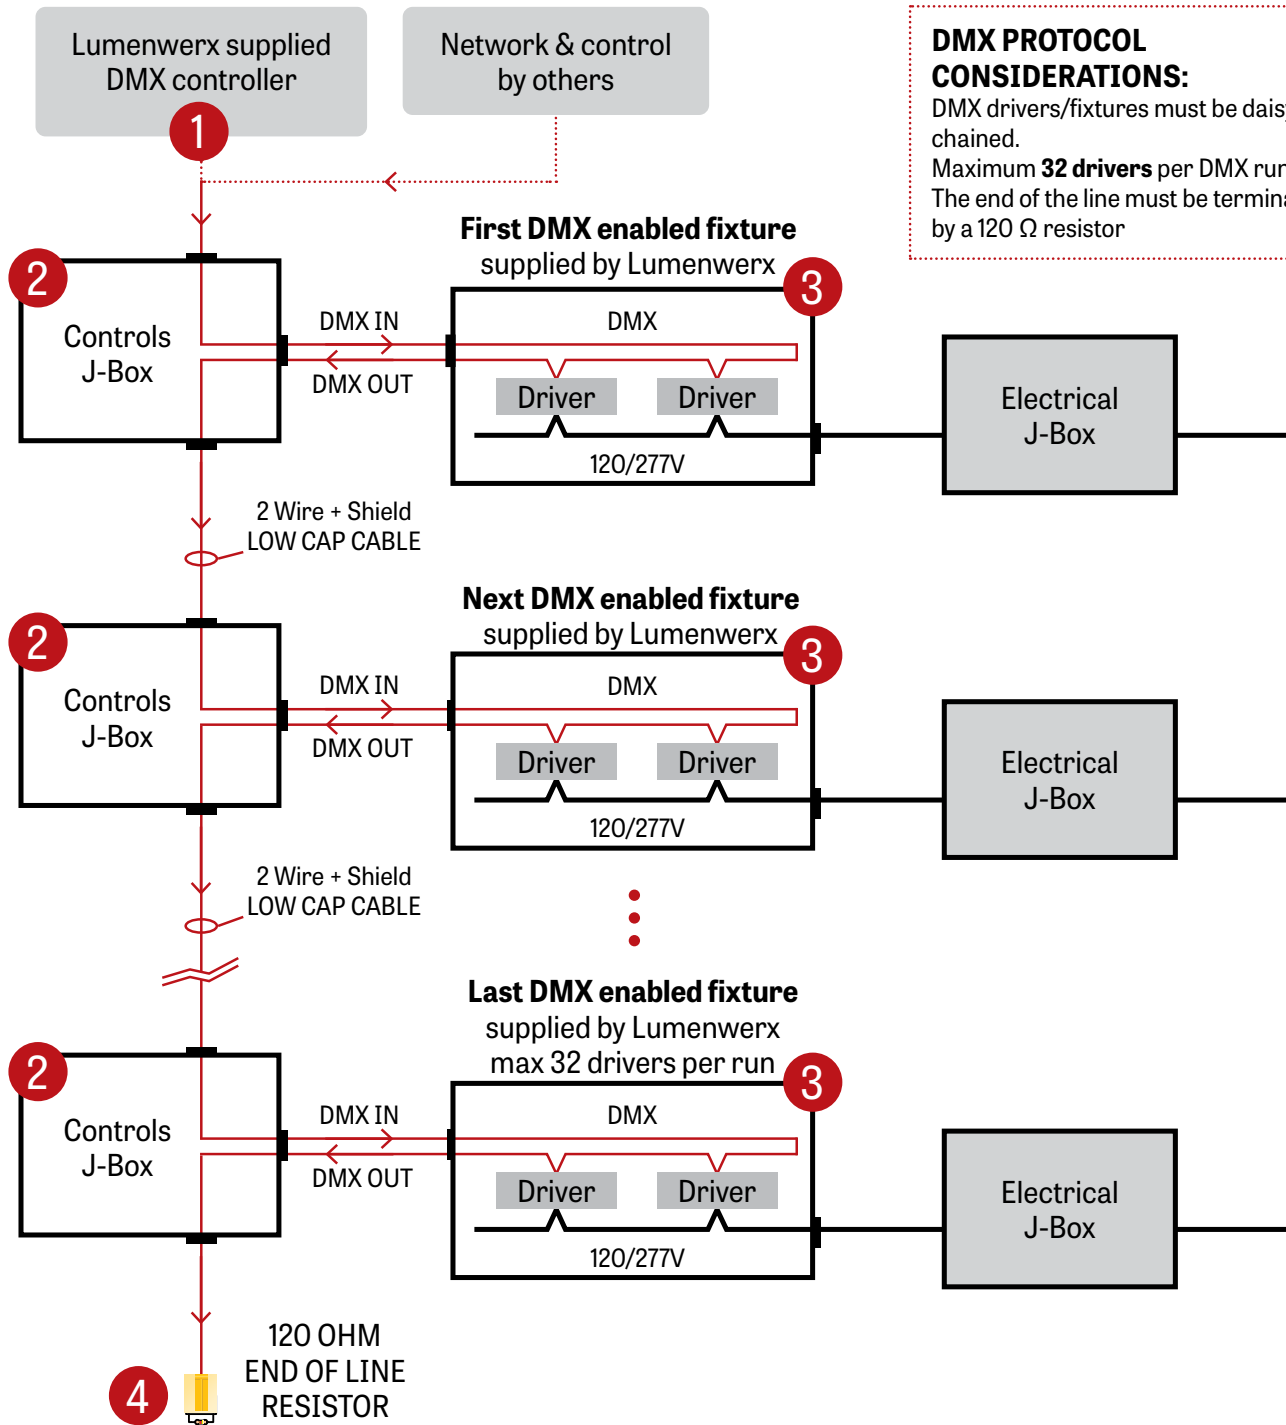 Lumenwerx supplied
DMX controller
1
Network & control
by others
DMX PROTOCOL
CONSIDERATIONS:
DMX drivers/fixtures must be
chained.
Maximum 32 drivers per DMX run
The end of the line must be
by a 120 Ω resistor
2
Controls
J-Box
DMX IN
DMX OUT
First DMX enabled fixture
supplied by Lumenwerx
3
DMX
Driver
Driver
120/277V
Electrical
J-Box
2 Wire + Shield
LOW CAP CABLE
2
Controls
J-Box
DMX IN
DMX OUT
Next DMX enabled fixture
supplied by Lumenwerx
3
DMX
Driver
Driver
120/277V
Electrical
J-Box
2 Wire + Shield
LOW CAP CABLE
Last DMX enabled fixture
supplied by Lumenwerx
max 32 drivers per run
2
Controls
J-Box
DMX IN
DMX OUT
3
DMX
Driver
Driver
120/277V
Electrical
J-Box
4
120 OHM
END OF LINE
RESISTOR